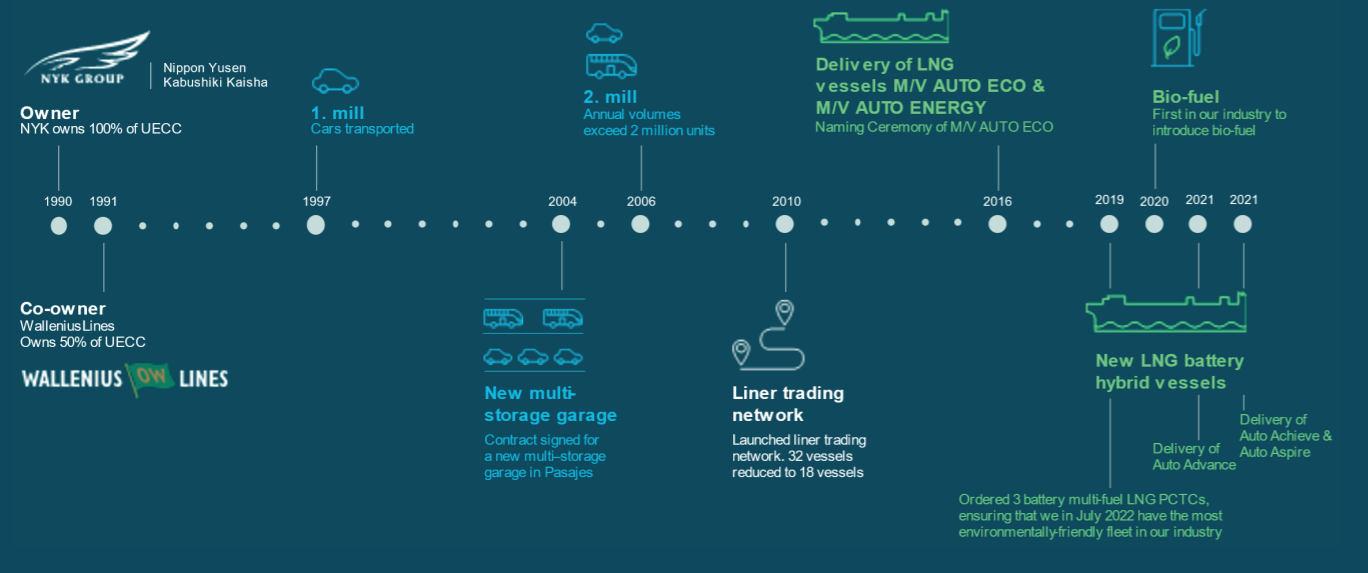 NYK GROUP
Nippon Yusen
Kabushiki Kaisha
Owner
NYK owns 100% of UECC
1. mill
Cars transported
2. mill
Annual volumes
exceed 2 million units
Delivery of LNG
vessels M/V AUTO ECO &
M/V AUTO ENERGY
Naming Ceremony of M/V AUTO ECO
Bio-fuel
First in our industry to
introduce bio-fuel
1990
1991
1997
2004
2006
2010
2016
2019
2020
2021
2021
Co-owner
Wallenius Lines
Owns 50% of UECC
WALLENIUS OW LINES
New multi-
storage garage
Contract signed for
a new multi–storage
garage in Pasajes
Liner trading
network
Launched liner trading
network. 32 vessels
reduced to 18 vessels
New LNG battery
hybrid vessels
Delivery of
Auto Advance
Delivery of
Auto Achieve &
Auto Aspire
Ordered 3 battery multi-fuel LNG PCTCs,
ensuring that we in July 2022 have the most
environmentally-friendly fleet in our industry